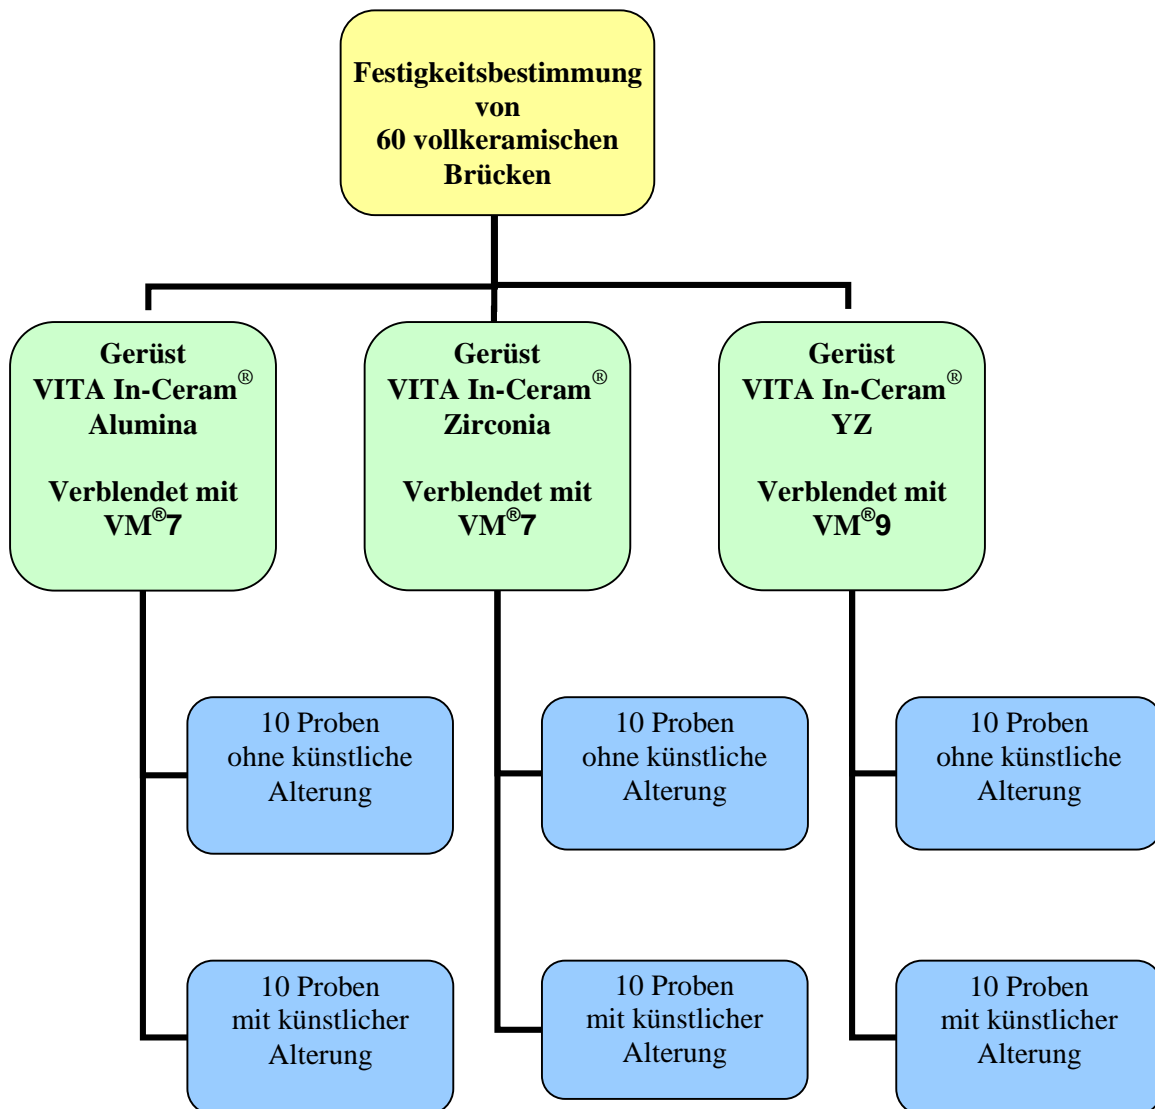 Festigkeitsbestimmung
von
60 vollkeramischen
Brücken
Gerüst
VITA In-Ceram®
Alumina
Verblendet mit
VM®7
Gerüst
VITA In-Ceram®
Zirconia
Verblendet mit
VM®7
Gerüst
VITA In-Ceram®
YZ
Verblendet mit
VM®9
10 Proben
ohne künstliche
Alterung
10 Proben
ohne künstliche
Alterung
10 Proben
ohne künstliche
Alterung
10 Proben
mit künstlicher
Alterung
10 Proben
mit künstlicher
Alterung
10 Proben
mit künstlicher
Alterung